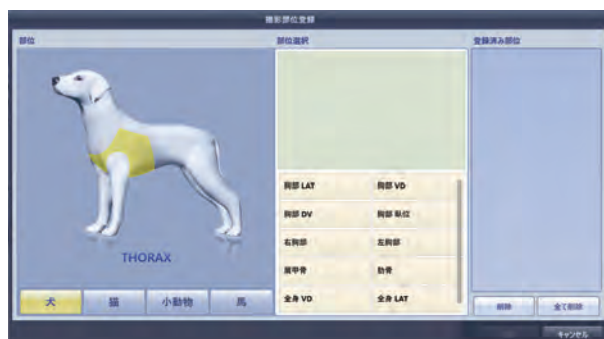 撮影部位登録
部位
部位選択
登録済み部位
胸部 LAT
胸部 VD
胸部 DV
胸部 臥位
右胸部
左胸部
肩甲骨
肋骨
全身 VD
全身 LAT
THORAX
犬
猫
小動物
馬
削除
全て削除
キャンセル